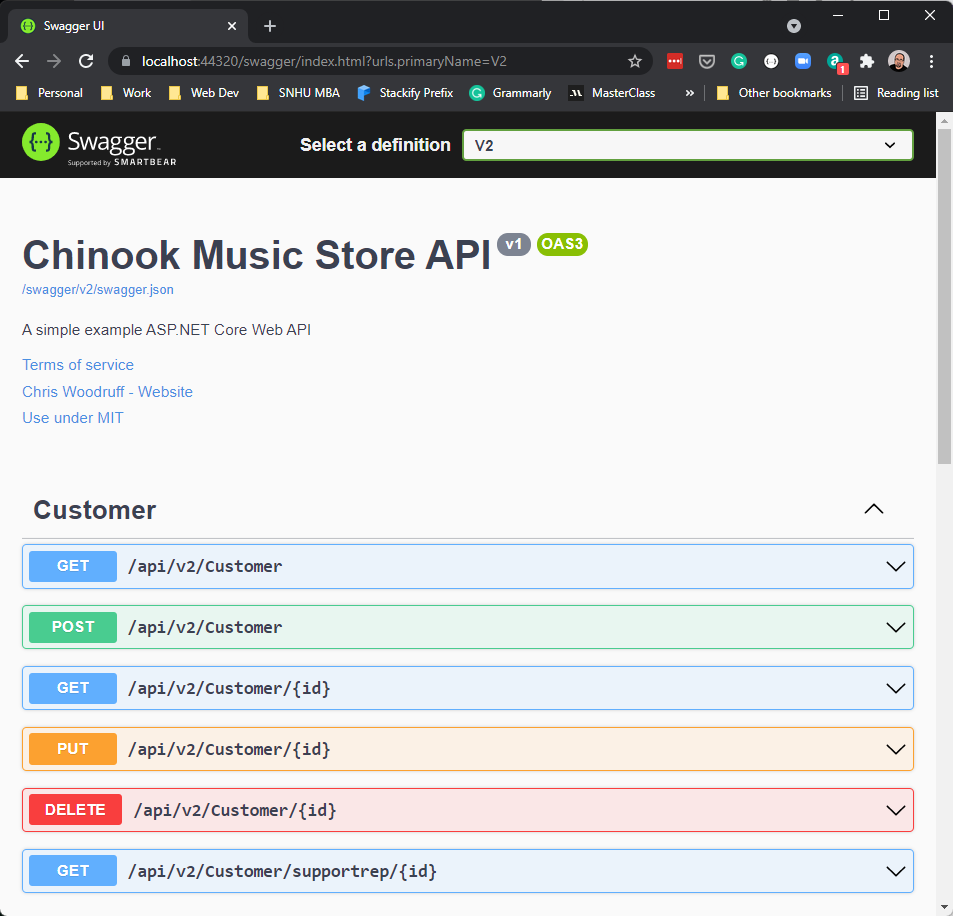 Swagger UI
localhost:44320/swagger/index.html?urls.primaryName=V2
1
Personal Work Web Dev SNHU MBA Stackify Prefix Grammarly MasterClass » Other bookmarks Reading list
{···} Swagger™ Select a definition V2
Supported by SMARTBEAR
Chinook Music Store API v1 OAS3
/swagger/v2/swagger.json
A simple example ASP.NET Core Web API
Terms of service
Chris Woodruff - Website
Use under MIT
Customer
GET /api/v2/Customer
POST /api/v2/Customer
GET /api/v2/Customer/{id}
PUT /api/v2/Customer/{id}
DELETE /api/v2/Customer/{id}
GET /api/v2/Customer/supportrep/{id}